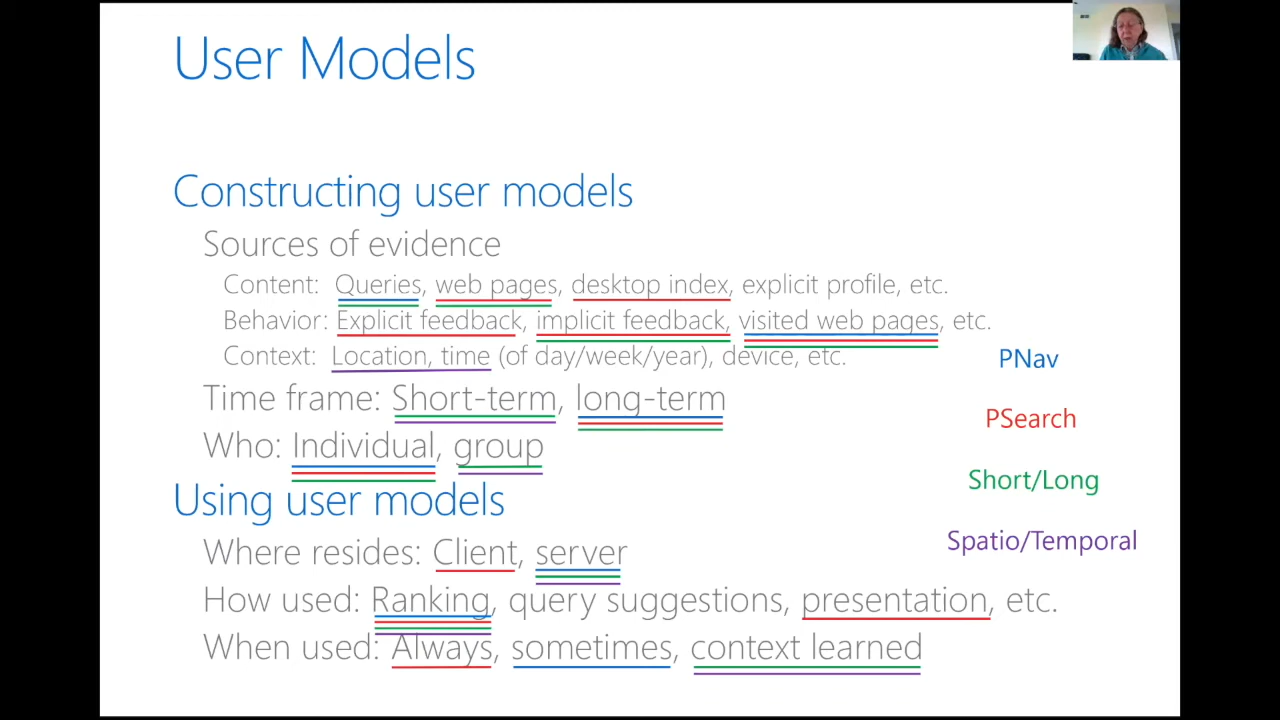 User Models
Constructing user models
Sources of evidence
Content: Queries, web pages, desktop index, explicit profile, etc.
Behavior: Explicit feedback, implicit feedback, visited web pages, etc.
Context: Location, time (of day/week/year), device, etc.
PNav
Time frame: Short-term, long-term
PSearch
Who: Individual, group
Short/Long
Using user models
Spatio/Temporal
Where resides: Client, server
How used: Ranking, query suggestions, presentation, etc.
When used: Always, sometimes, context learned